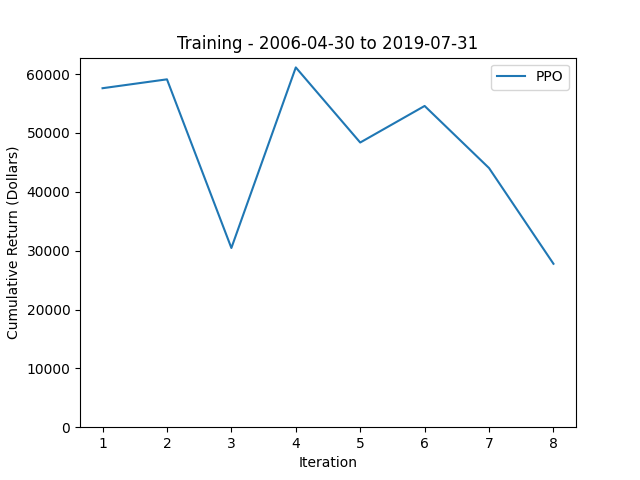 Training - 2006-04-30 to 2019-07-31
PPO
Cumulative Return (Dollars)
60000
50000
40000
30000
20000
10000
0
1 2 3 4 5 6 7 8
Iteration